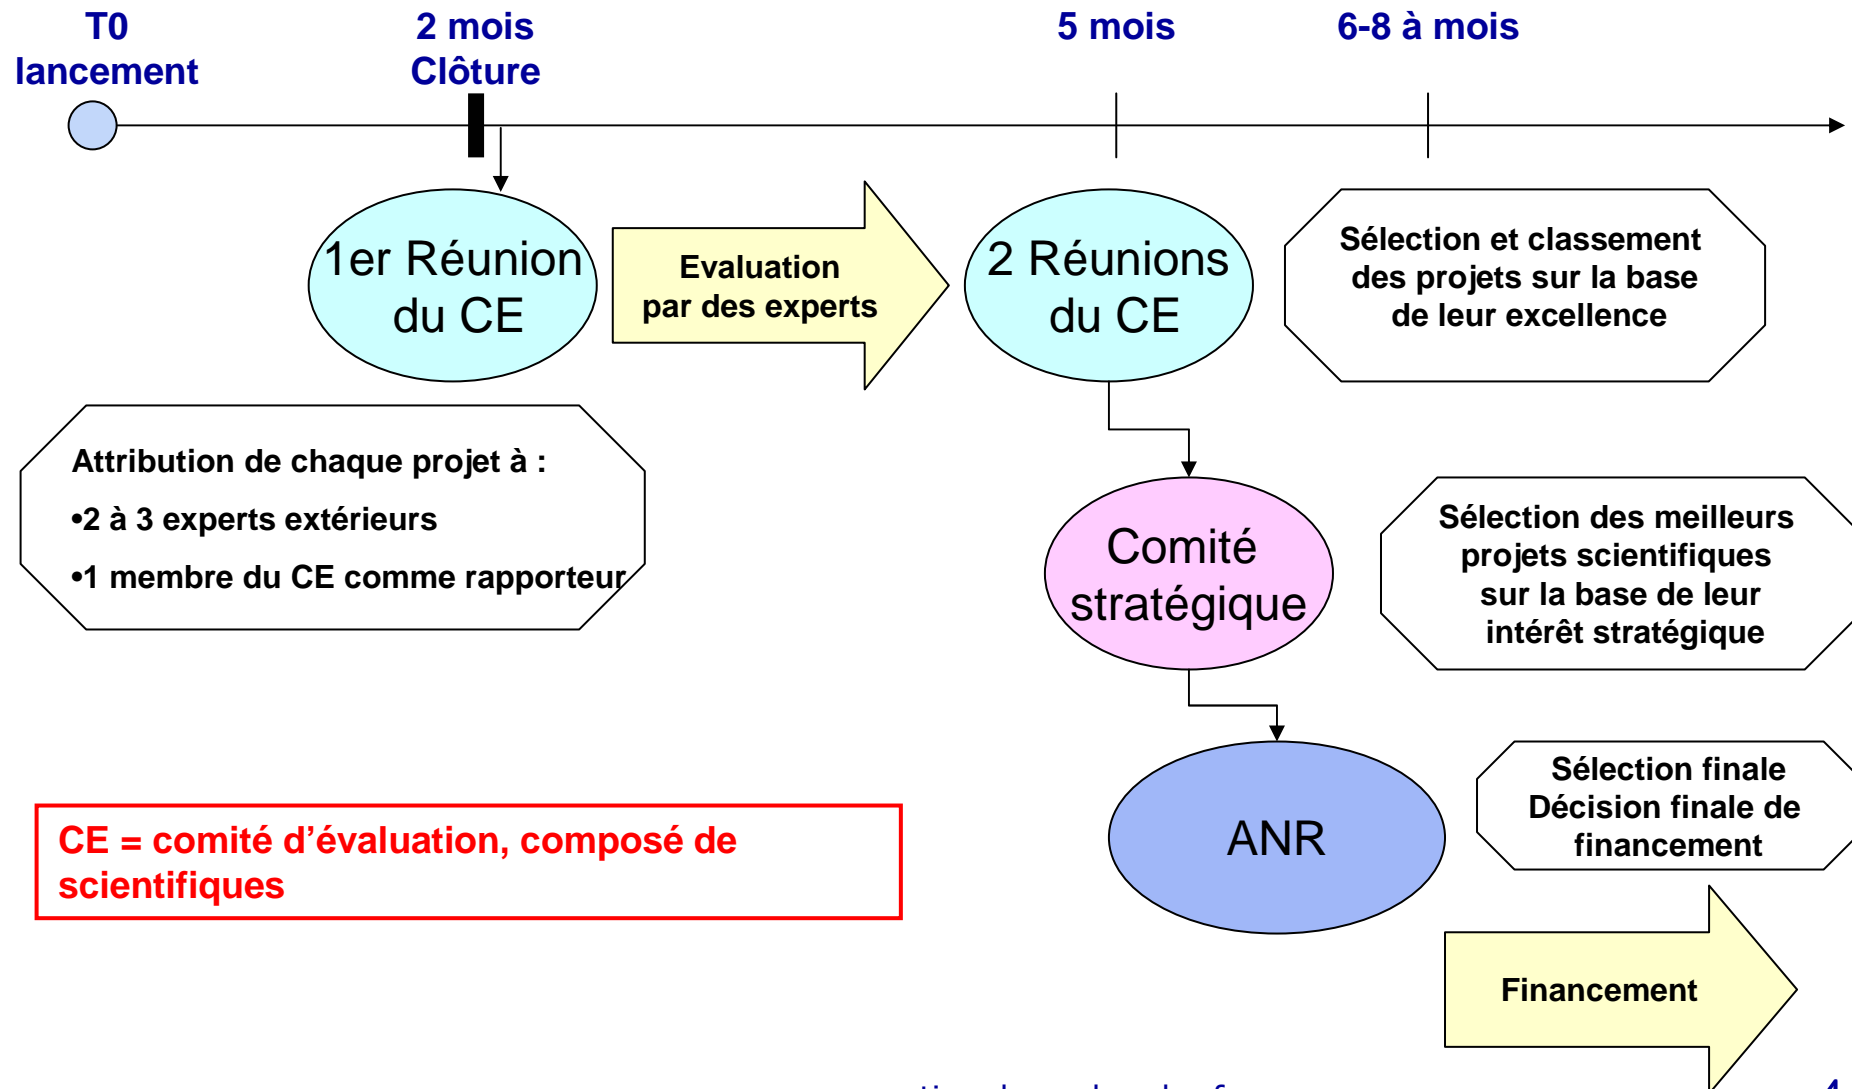 T0
lancement
2 mois
Clôture
5 mois
6-8 à mois
1er Réunion
du CE
Evaluation
par des experts
2 Réunions
du CE
Sélection et classement
des projets sur la base
de leur excellence
Attribution de chaque projet à :
•2 à 3 experts extérieurs
•1 membre du CE comme rapporteur
Comité
stratégique
Sélection des meilleurs
projets scientifiques
sur la base de leur
intérêt stratégique
ANR
Sélection finale
Décision finale de
financement
CE = comité d’évaluation, composé de
scientifiques
Financement